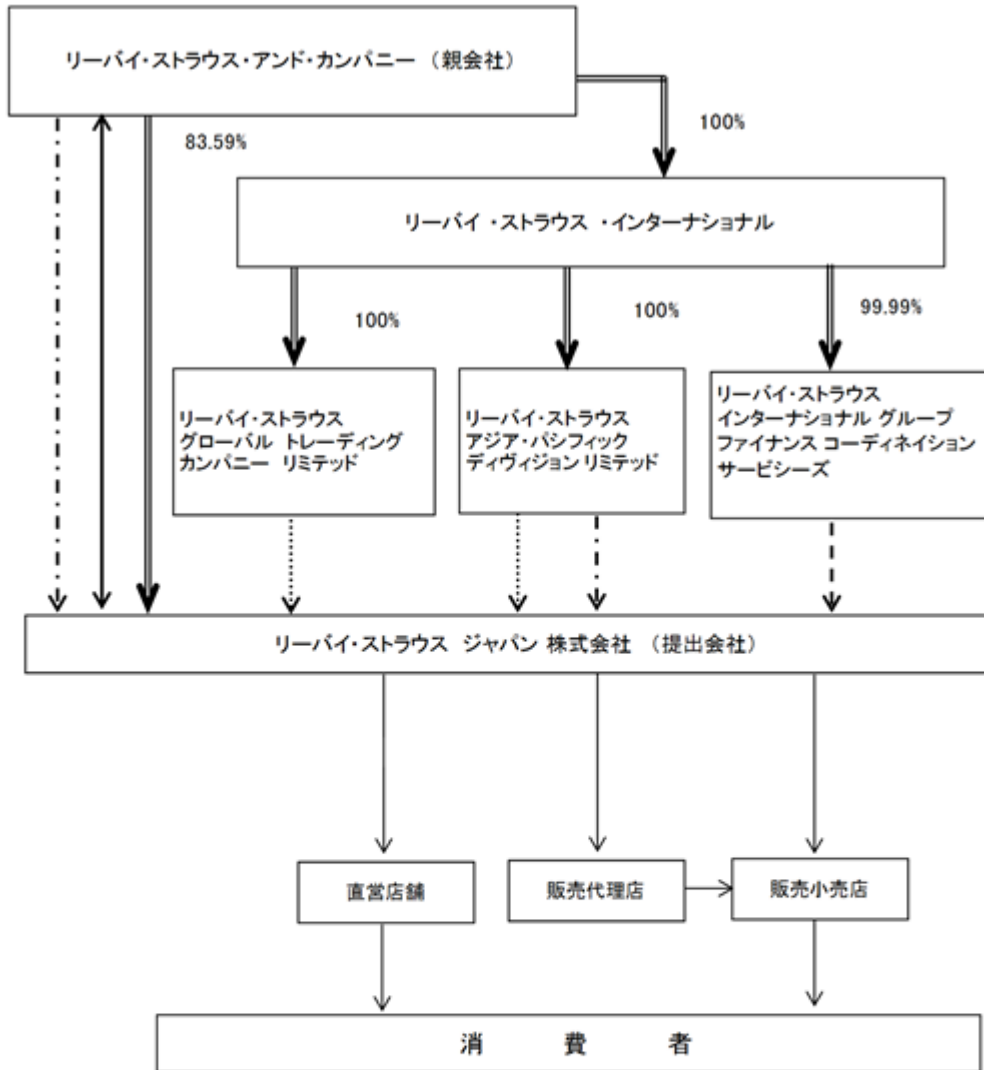 リーバイ・ストラウス・アンド・カンパニー （親会社）
83.59%
100%
リーバイ ・ストラウス ・インターナショナル
100%
100%
99.99%
リーバイ・ストラウス
グローバル トレーディング
カンパニー リミテッド
リーバイ・ストラウス
アジア・パシフィック
ディヴィジョン リミテッド
リーバイ・ストラウス
インターナショナル グループ
ファイナンス コーディネイション
サービシーズ
リーバイ・ストラウス ジャパン 株式会社 （提出会社）
直営店舗
販売代理店
販売小売店
消 費 者